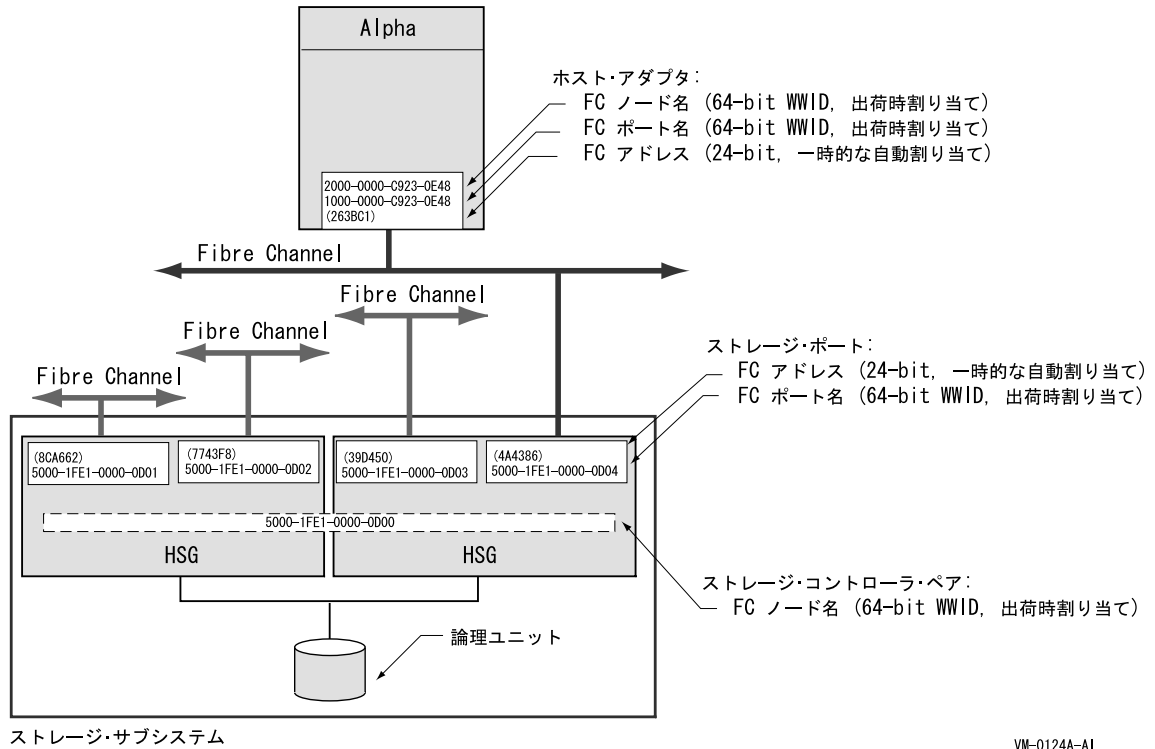 Alpha
ホスト・アダプタ:
FC ノード名 (64-bit WWID, 出荷時割り当て)
FC ポート名 (64-bit WWID, 出荷時割り当て)
FC アドレス (24-bit, 一時的な自動割り当て)
2000-0000-C923-0E48
1000-0000-C923-0E48
(263BC1)
Fibre Channel
Fibre Channel
Fibre Channel
Fibre Channel
ストレージ・ポート:
FC アドレス (24-bit, 一時的な自動割り当て)
FC ポート名 (64-bit WWID, 出荷時割り当て)
(8CA662)
5000-1FE1-0000-0D01
(7743F8)
5000-1FE1-0000-0D02
(39D450)
5000-1FE1-0000-0D03
(4A4386)
5000-1FE1-0000-0D04
5000-1FE1-0000-0D00
HSG
HSG
ストレージ・コントローラ・ペア:
FC ノード名 (64-bit WWID, 出荷時割り当て)
論理ユニット
ストレージ・サブシステム
VM-0124A-AI